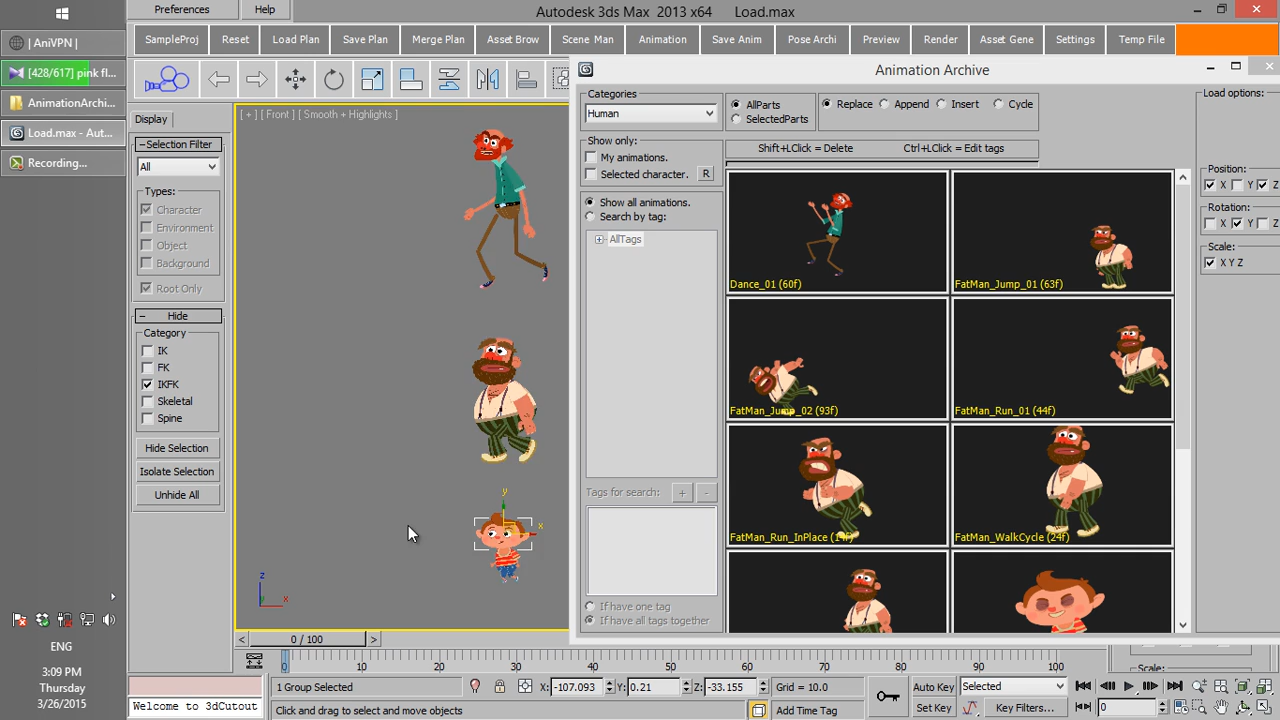 Preferences
Help
Autodesk 3ds Max 2013 x64 Load.max
| AniVPN |
[428/617] pink fl...
AnimationArchi...
Load.max - Aut...
Recording...
SampleProj Reset Load Plan Save Plan Merge Plan Asset Brow Scene Man Animation Save Anim Pose Archi Preview Render Asset Gene Settings Temp File
Display
Selection Filter
All
Types:
Character
Environment
Object
Background
Root Only
Hide
Category
IK
FK
IKFK
Skeletal
Spine
Hide Selection
Isolate Selection
Unhide All
[ + ] [ Front ] [ Smooth + Highlights ]
y
x
z
x
Animation Archive
Categories
Human
Show only:
My animations.
Selected character. R
Show all animations.
Search by tag:
AllTags
Tags for search: + -
If have one tag
If have all tags together
AllParts
SelectedParts
Replace Append Insert Cycle
Shift+LClick = Delete Ctrl+LClick = Edit tags
Dance_01 (60f)
FatMan_Jump_01 (63f)
FatMan_Jump_02 (93f)
FatMan_Run_01 (44f)
FatMan_Run_InPlace (14f)
FatMan_WalkCycle (24f)
Load options:
Position:
X Y Z
Rotation:
X Y Z
Scale:
X Y Z
Scale:
< 0 / 100 >
0 10 20 30 40 50 60 70 80 90 100
1 Group Selected
X: -107.093 Y: 0.21 Z: -33.155 Grid = 10.0
Auto Key Selected
Welcome to 3dCutout
Click and drag to select and move objects
Add Time Tag
Set Key Key Filters...
0
ENG
3:09 PM
Thursday
3/26/2015